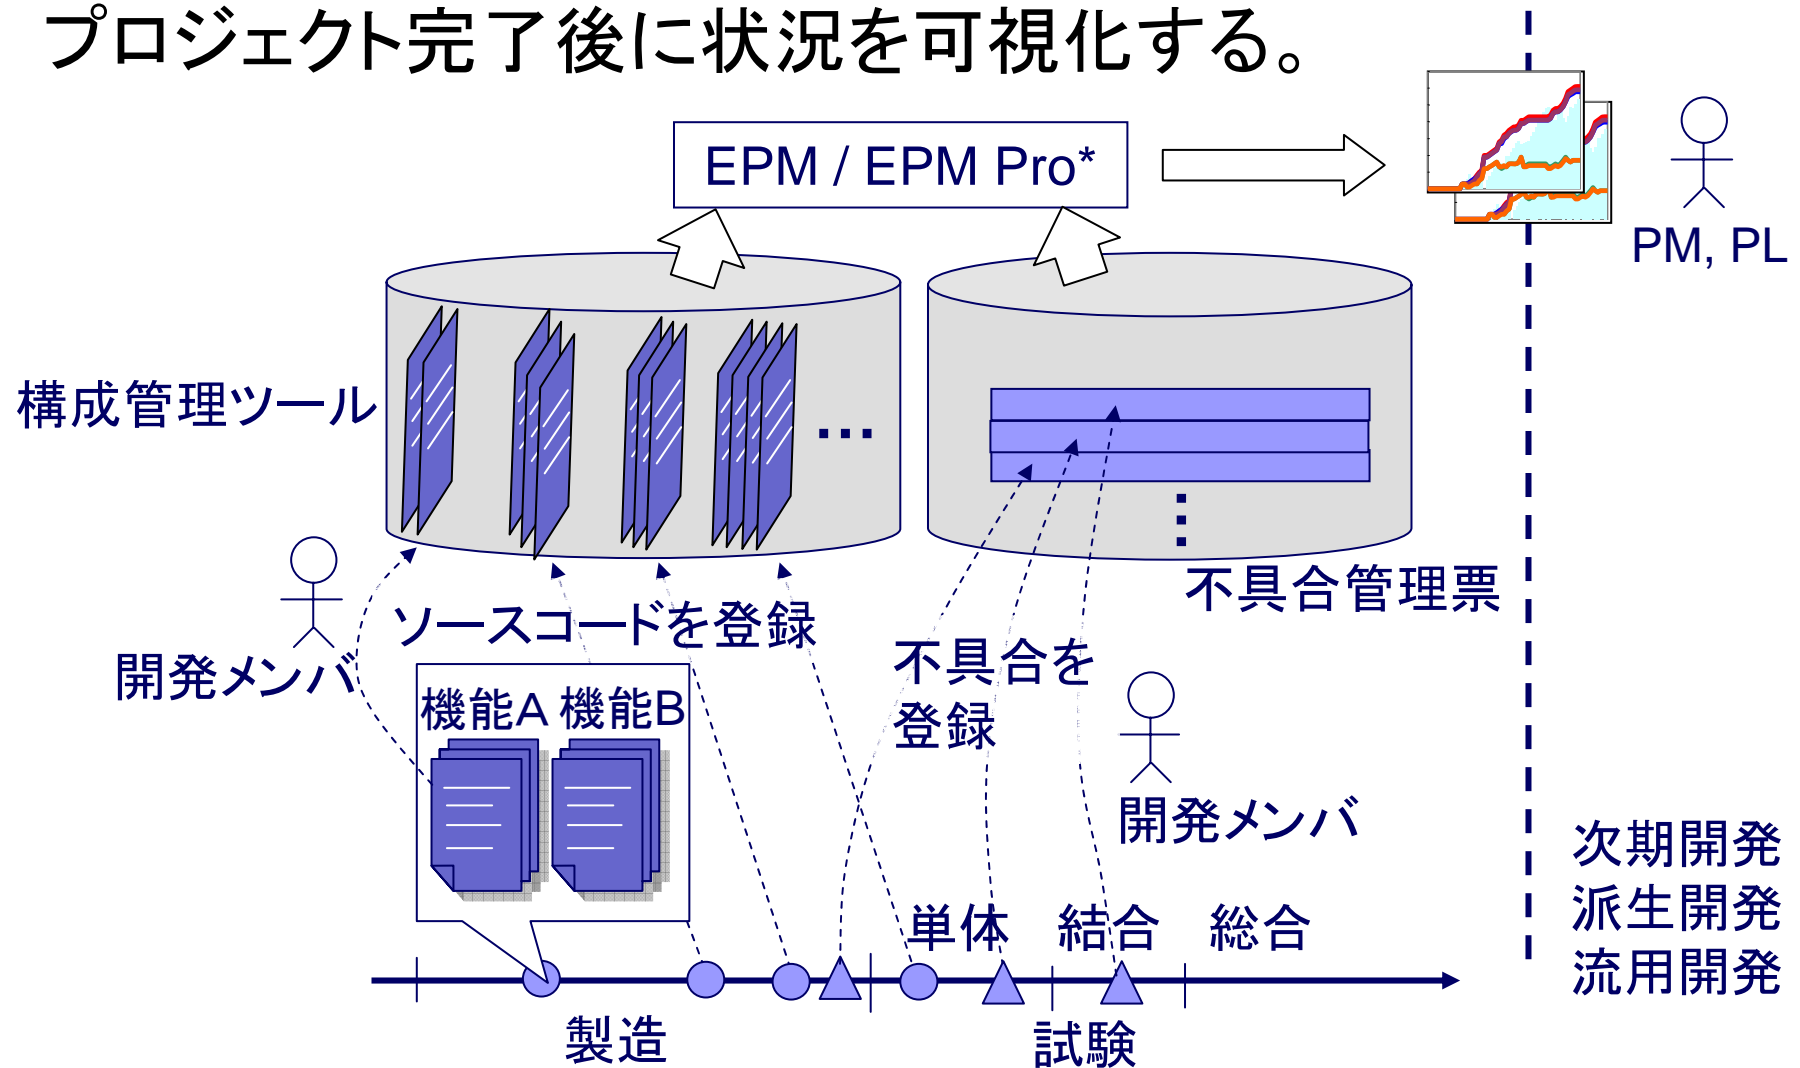 プロジェクト完了後に状況を可視化する。
EPM / EPM Pro*
PM, PL
構成管理ツール
…
⋮
不具合管理票
開発メンバ
ソースコードを登録
不具合を
登録
機能A 機能B
開発メンバ
次期開発
派生開発
流用開発
単体 結合 総合
製造
試験